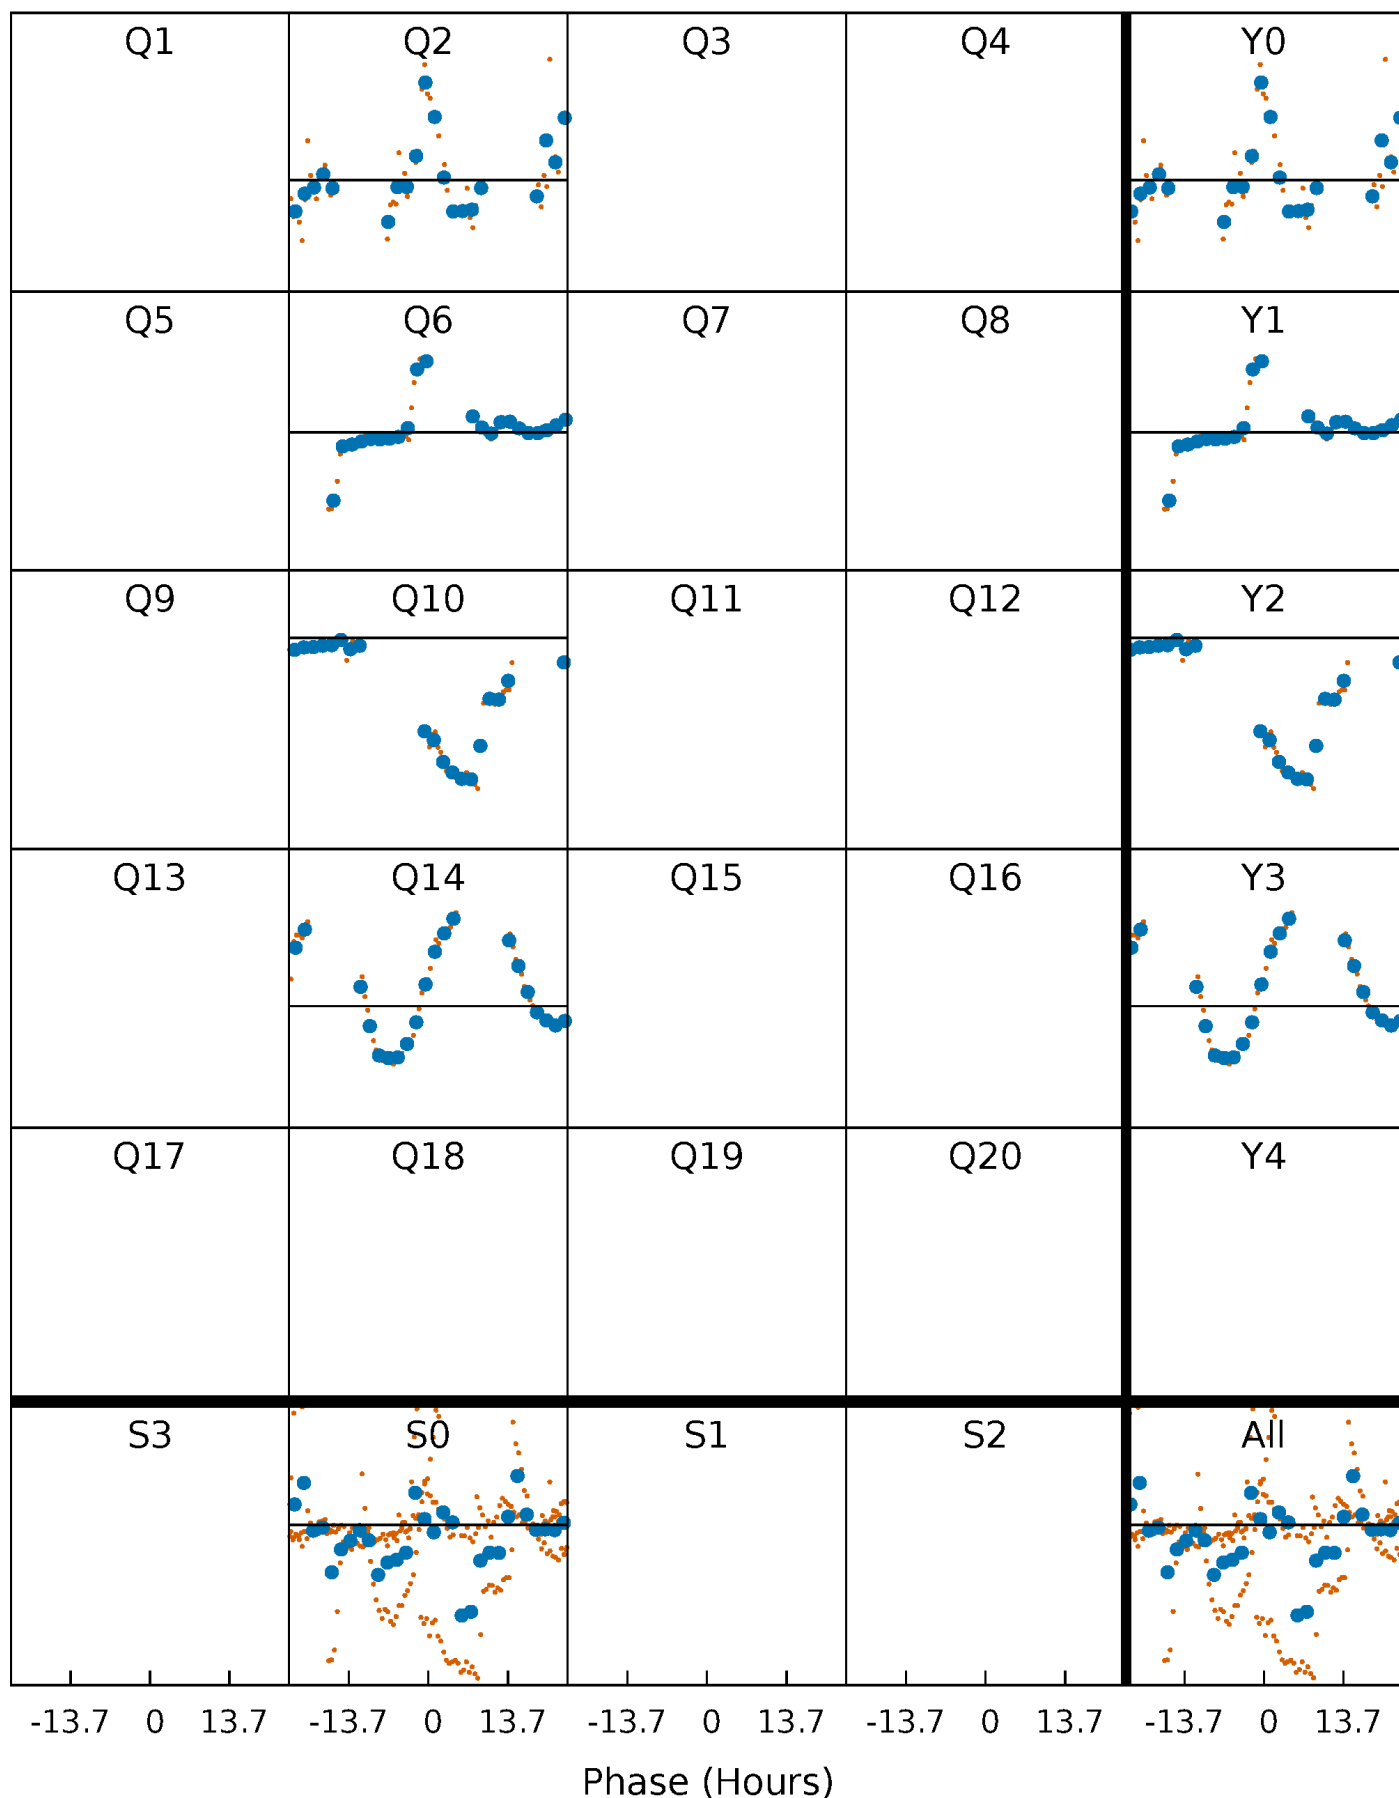 Q1 Q2 Q3 Q4 Y0
Q5 Q6 Q7 Q8 Y1
Q9 Q10 Q11 Q12 Y2
Q13 Q14 Q15 Q16 Y3
Q17 Q18 Q19 Q20 Y4
S3 S0 S1 S2 All
-13.7 0 13.7 -13.7 0 13.7 -13.7 0 13.7 -13.7 0 13.7 -13.7 0 13.7
Phase (Hours)